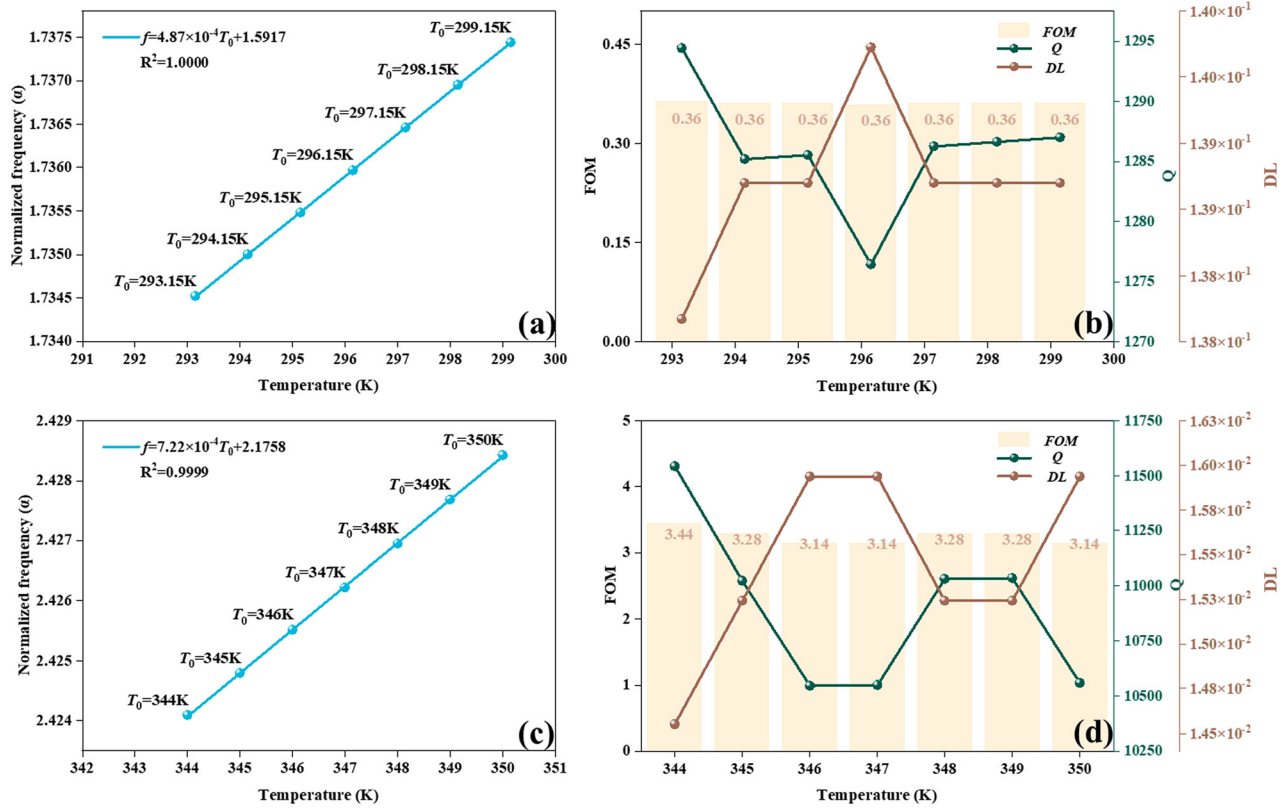 f=4.87×10⁻⁴T₀+1.5917
R²=1.0000
T₀=299.15K
T₀=298.15K
T₀=297.15K
T₀=296.15K
T₀=295.15K
T₀=294.15K
T₀=293.15K
(a)
Normalized frequency (α)
1.7375
1.7370
1.7365
1.7360
1.7355
1.7350
1.7345
1.7340
291 292 293 294 295 296 297 298 299 300
Temperature (K)
FOM
Q
DL
0.36 0.36 0.36 0.36 0.36 0.36 0.36
(b)
FOM
0.45
0.30
0.15
0.00
293 294 295 296 297 298 299 300
Temperature (K)
1295
1290
1285
1280
1275
1270
Q
1.40×10⁻¹
1.40×10⁻¹
1.39×10⁻¹
1.39×10⁻¹
1.38×10⁻¹
1.38×10⁻¹
DL
f=7.22×10⁻⁴T₀+2.1758
R²=0.9999
T₀=350K
T₀=349K
T₀=348K
T₀=347K
T₀=346K
T₀=345K
T₀=344K
(c)
Normalized frequency (α)
2.429
2.428
2.427
2.426
2.425
2.424
342 343 344 345 346 347 348 349 350 351
Temperature (K)
FOM
Q
DL
3.44 3.28 3.14 3.14 3.28 3.28 3.14
(d)
FOM
5
4
3
2
1
0
344 345 346 347 348 349 350
Temperature (K)
11750
11500
11250
11000
10750
10500
10250
Q
1.63×10⁻²
1.60×10⁻²
1.58×10⁻²
1.55×10⁻²
1.53×10⁻²
1.50×10⁻²
1.48×10⁻²
1.45×10⁻²
DL